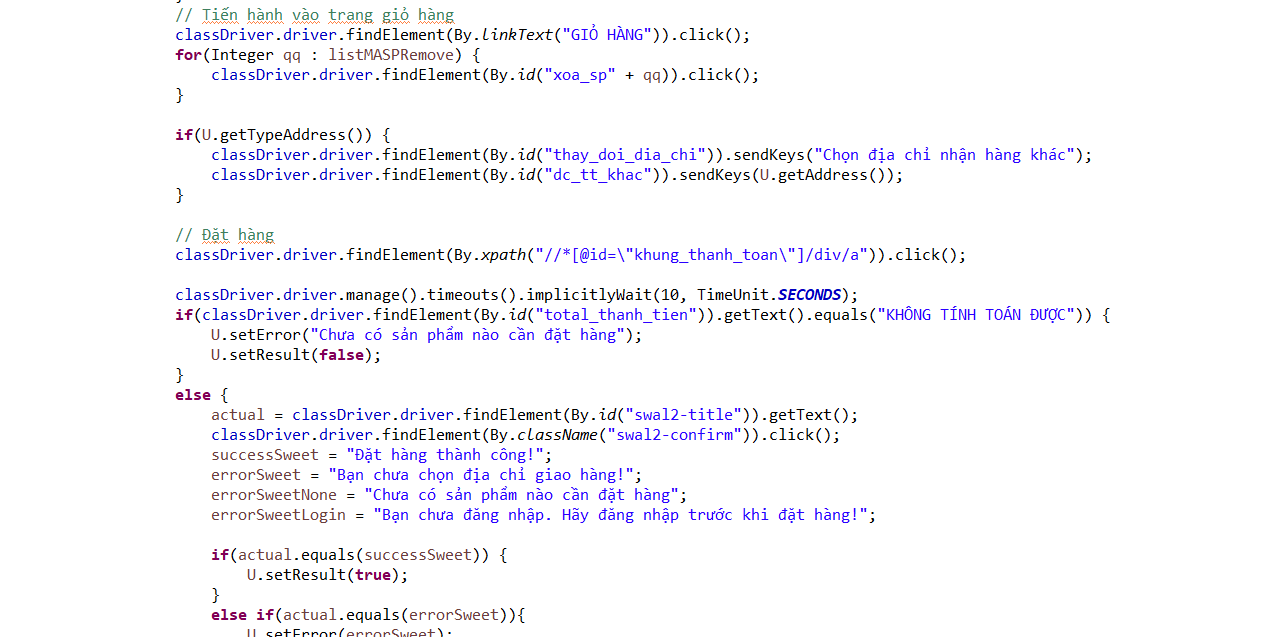 // Tiến hành vào trang giỏ hàng
classDriver.driver.findElement(By.linkText("GIỎ HÀNG")).click();
for(Integer qq : listMASPRemove) {
    classDriver.driver.findElement(By.id("xoa_sp" + qq)).click();
}

if(U.getTypeAddress()) {
    classDriver.driver.findElement(By.id("thay_doi_dia_chi")).sendKeys("Chọn địa chỉ nhận hàng khác");
    classDriver.driver.findElement(By.id("dc_tt_khac")).sendKeys(U.getAddress());
}

// Đặt hàng
classDriver.driver.findElement(By.xpath("//*[@id=\"khung_thanh_toan\"]/div/a")).click();

classDriver.driver.manage().timeouts().implicitlyWait(10, TimeUnit.SECONDS);
if(classDriver.driver.findElement(By.id("total_thanh_tien")).getText().equals("KHÔNG TÍNH TOÁN ĐƯỢC")) {
    U.setError("Chưa có sản phẩm nào cần đặt hàng");
    U.setResult(false);
}
else {
    actual = classDriver.driver.findElement(By.id("swal2-title")).getText();
    classDriver.driver.findElement(By.className("swal2-confirm")).click();
    successSweet = "Đặt hàng thành công!";
    errorSweet = "Bạn chưa chọn địa chỉ giao hàng!";
    errorSweetNone = "Chưa có sản phẩm nào cần đặt hàng";
    errorSweetLogin = "Bạn chưa đăng nhập. Hãy đăng nhập trước khi đặt hàng!";

    if(actual.equals(successSweet)) {
        U.setResult(true);
    }
    else if(actual.equals(errorSweet)){
        U.setError(errorSweet);